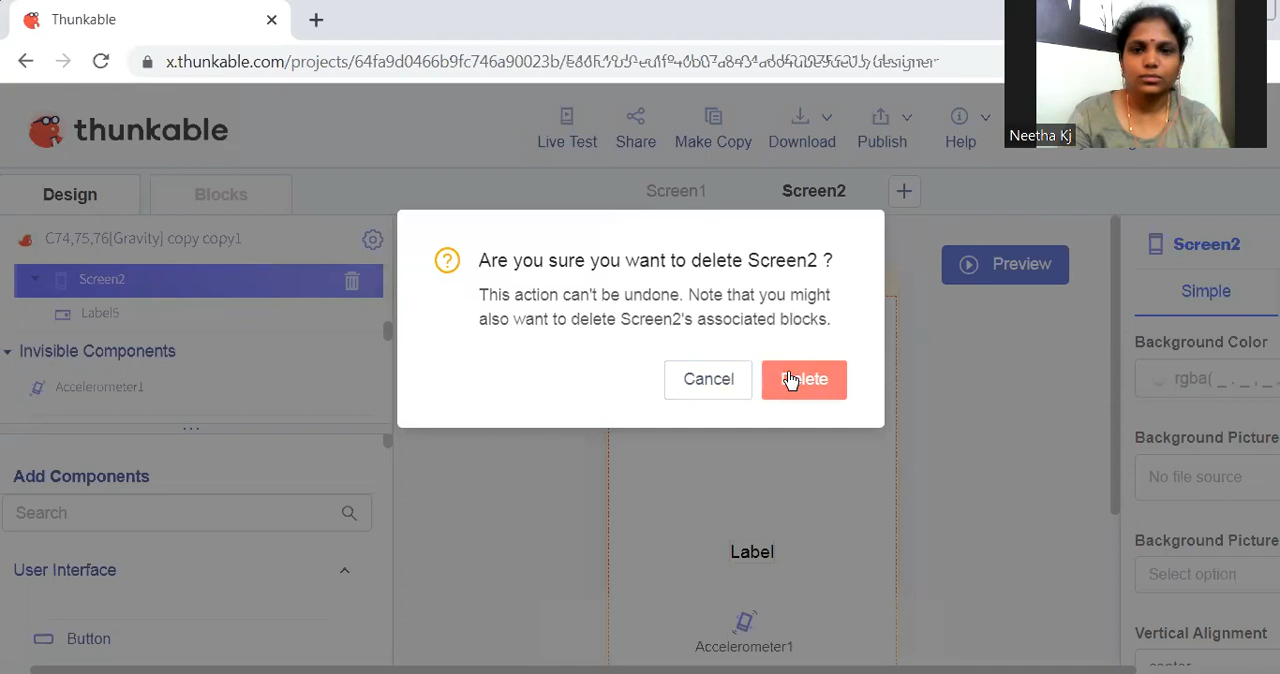 Thunkable
x.thunkable.com/projects/64fa9d0406b9fc746a90023b/
thunkable
Live Test
Share
Make Copy
Download
Publish
Help
Neetha Kj
Design
Blocks
Screen1
Screen2
C74,75,76[Gravity] copy copy1
Screen2
Label5
Invisible Components
Accelerometer1
Add Components
Search
User Interface
Button
Are you sure you want to delete Screen2 ?
This action can't be undone. Note that you might
also want to delete Screen2's associated blocks.
Cancel
Delete
Label
Accelerometer1
Preview
Screen2
Simple
Background Color
rgba( _ . _ , _
Background Picture
No file source
Background Picture
Select option
Vertical Alignment
center